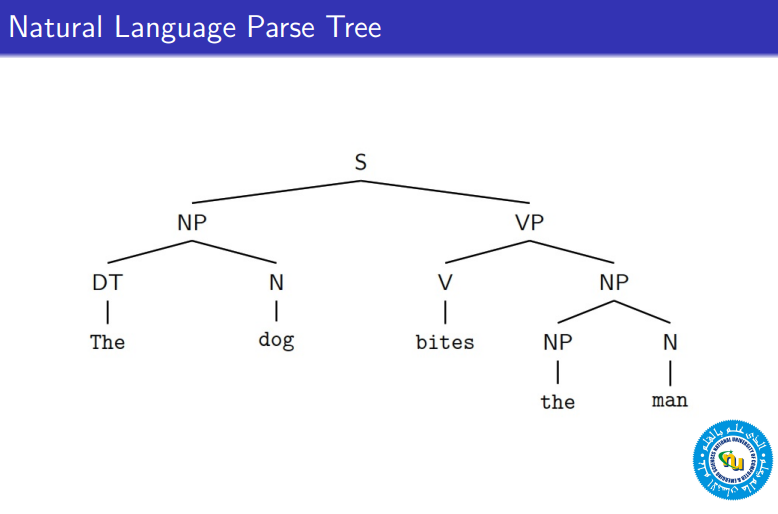 Natural Language Parse Tree
S
NP VP
DT N V NP
The dog bites NP N
the man